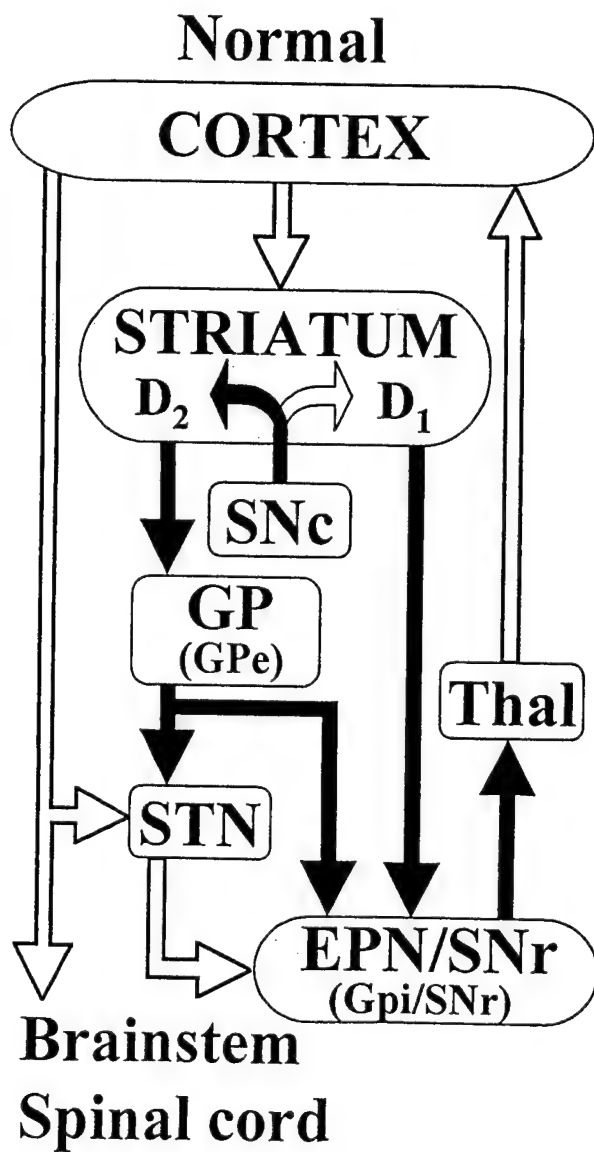 Normal
CORTEX
STRIATUM
D2 D1
SNc
GP
(GPe)
Thal
STN
EPN/SNr
(Gpi/SNr)
Brainstem
Spinal cord